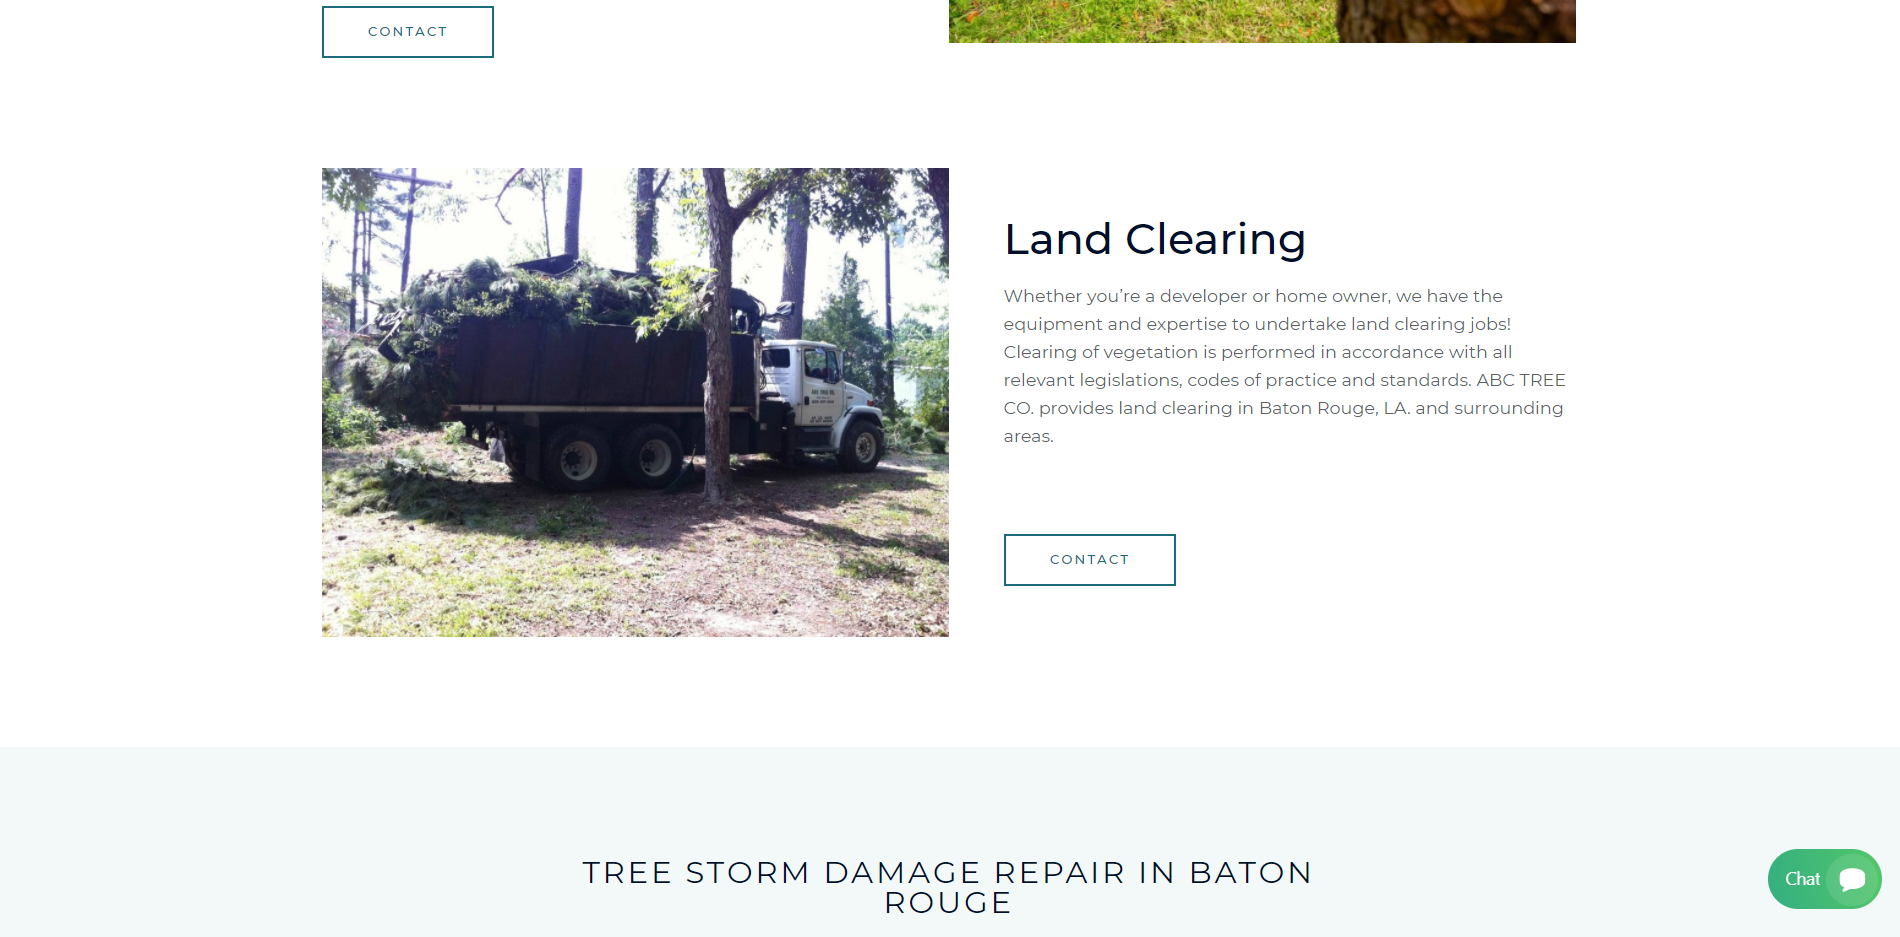 CONTACT
Land Clearing
Whether you’re a developer or home owner, we have the
equipment and expertise to undertake land clearing jobs!
Clearing of vegetation is performed in accordance with all
relevant legislations, codes of practice and standards. ABC TREE
CO. provides land clearing in Baton Rouge, LA. and surrounding
areas.
CONTACT
TREE STORM DAMAGE REPAIR IN BATON
ROUGE
Chat